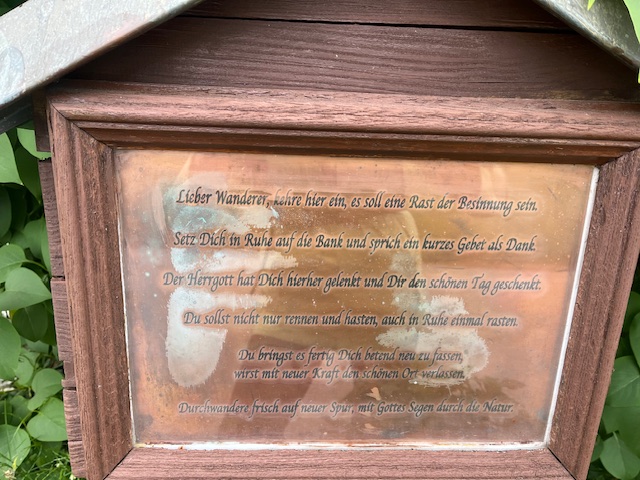 Lieber Wanderer, kehre hier ein, es soll eine Rast der Besinnung sein.
Setz Dich in Ruhe auf die Bank und sprich ein kurzes Gebet als Dank.
Der Herrgott hat Dich hierher gelenkt und Dir den schönen Tag geschenkt.
Du sollst nicht nur rennen und hasten, auch in Ruhe einmal rasten.
Du bringst es fertig Dich betend neu zu fassen,
wirst mit neuer Kraft den schönen Ort verlassen.
Durchwandere frisch auf neuer Spur, mit Gottes Segen durch die Natur.